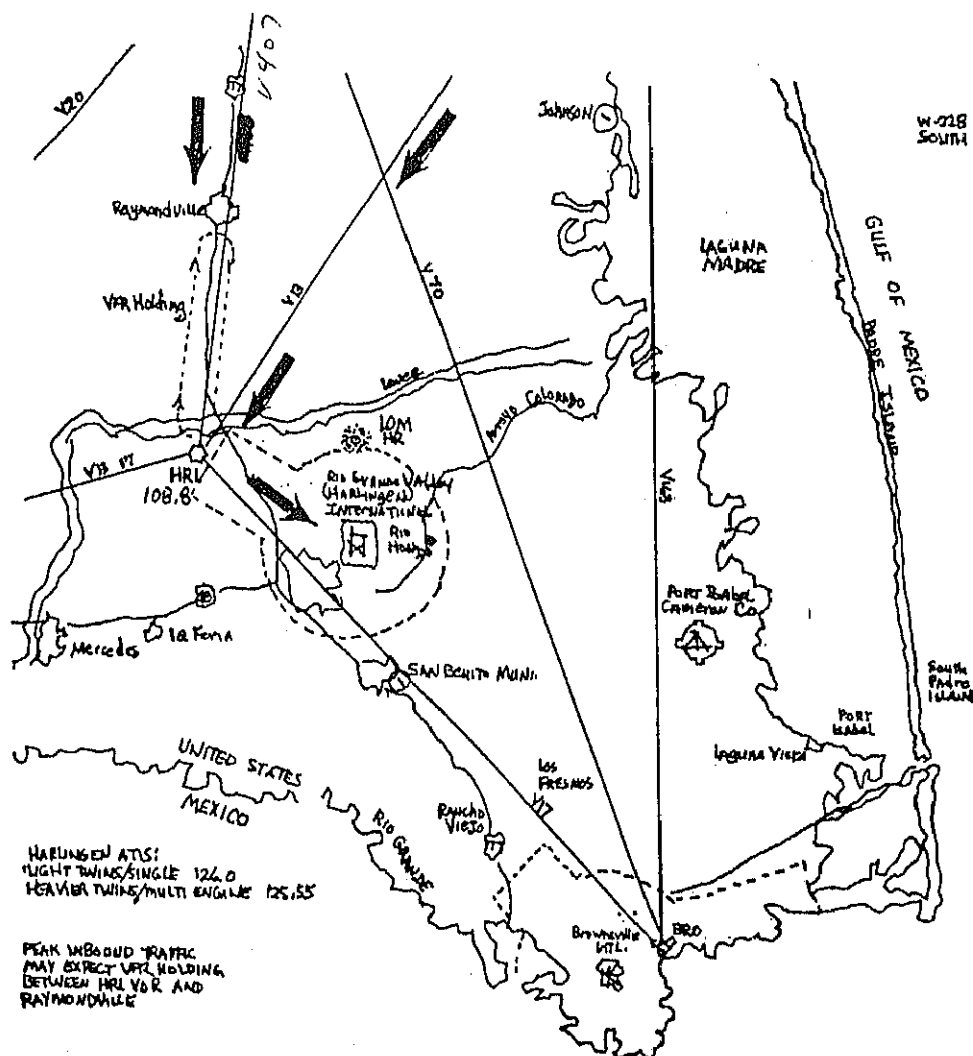 V407
V20
Johnson
W-228
SOUTH
Raymondville
LAGUNA
MADRE
GULF OF MEXICO
PADRE ISLAND
VFR Holding
V13
V70
Arroyo Colorado
LOM
HR
V13 17
HRL
108.8
RIO GRANDE VALLEY
(HARLINGEN)
INTERNATIONAL
RIO
V163
PORT ISABEL
CAMERON CO.
Mercedes
La Feria
SAN BENITO MUNI.
South
PADRE
ISLAND
PORT
ISABEL
LAGUNA VISTA
UNITED STATES
MEXICO
LOS
FRESNOS
V17
RANCHO
VIEJO
RIO GRANDE
HARLINGEN ATIS:
LIGHT TWINS/SINGLE 126.0
HEAVIER TWINS/MULTI ENGINE 125.55
Brownsville
INTL.
BRO
PEAK INBOUND TRAFFIC
MAY EXPECT VFR HOLDING
BETWEEN HRL VOR AND
RAYMONDVILLE